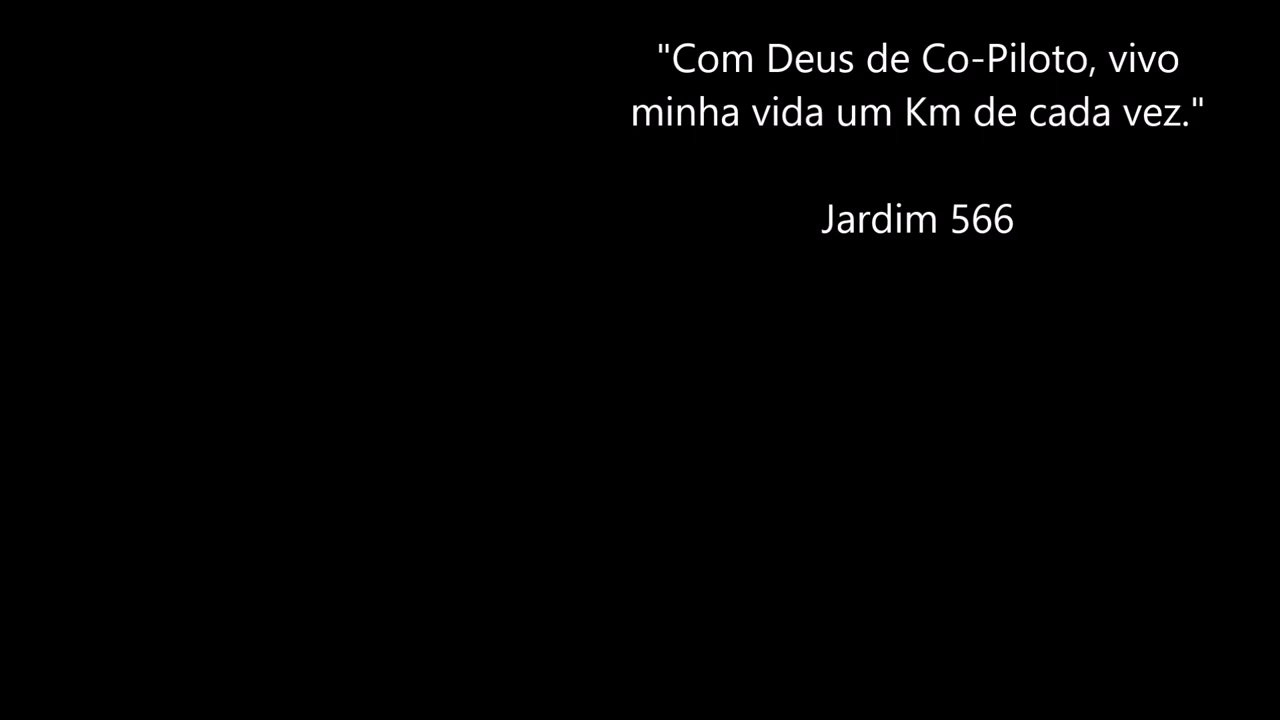 "Com Deus de Co-Piloto, vivo
minha vida um Km de cada vez."
Jardim 566